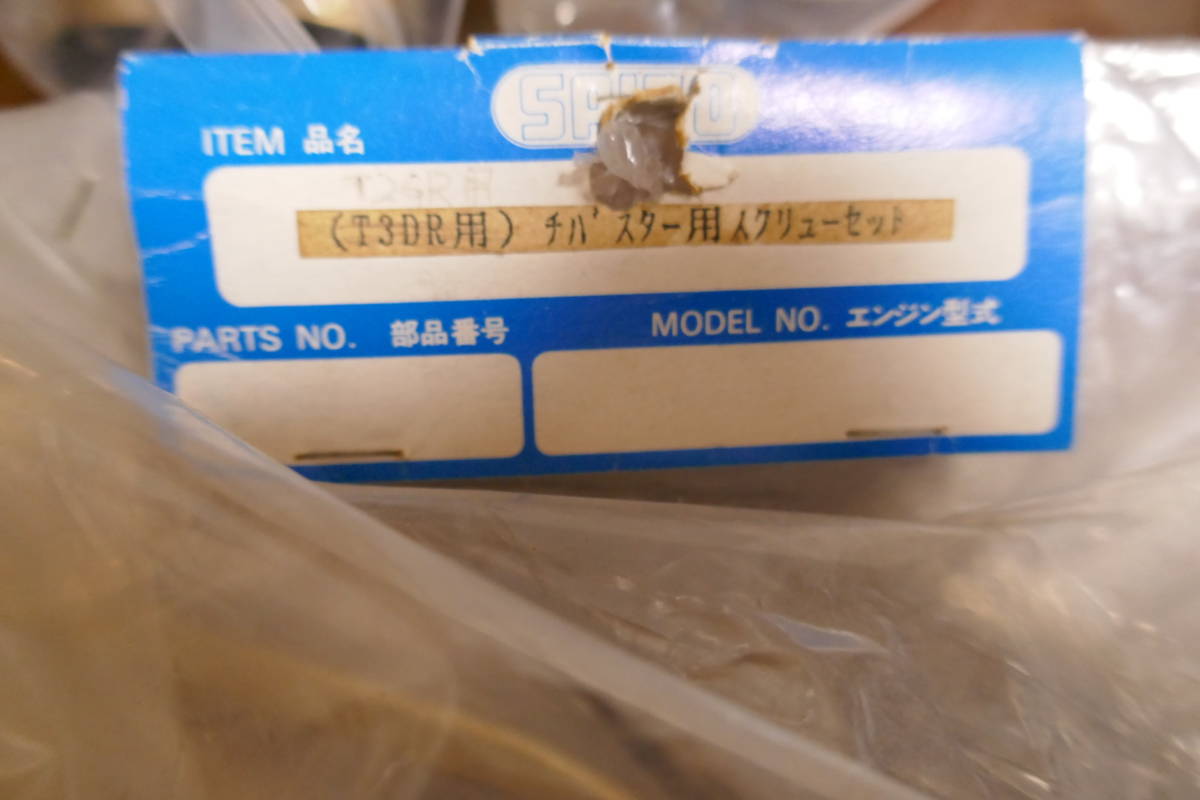 SAITO
ITEM 品名
(T3DR用) チバスター用スクリューセット
PARTS NO. 部品番号
MODEL NO. エンジン型式